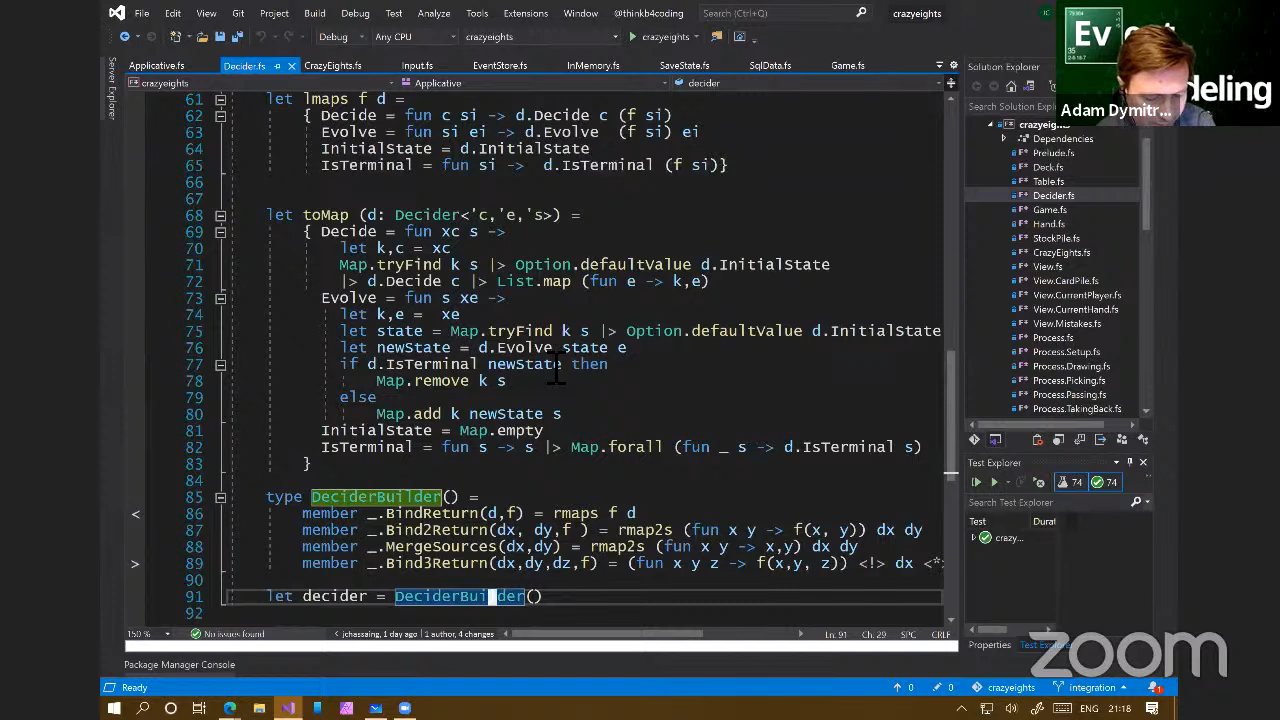 File Edit View Git Project Build Debug Test Analyze Tools Extensions Window @thinkb4coding Search (Ctrl+Q) crazyeights
Debug Any CPU crazyeights crazyeights
Applicative.fs Decider.fs CrazyEights.fs Input.fs EventStore.fs InMemory.fs SaveState.fs SqlData.fs Game.fs
crazyeights Applicative decider
Server Explorer
61 let lmaps f d =
62 { Decide = fun c si -> d.Decide c (f si)
63 Evolve = fun si ei -> d.Evolve (f si) ei
64 InitialState = d.InitialState
65 IsTerminal = fun si -> d.IsTerminal (f si)}
66
67
68 let toMap (d: Decider<'c,'e,'s>) =
69 { Decide = fun xc s ->
70 let k,c = xc
71 Map.tryFind k s |> Option.defaultValue d.InitialState
72 |> d.Decide c |> List.map (fun e -> k,e)
73 Evolve = fun s xe ->
74 let k,e = xe
75 let state = Map.tryFind k s |> Option.defaultValue d.InitialState
76 let newState = d.Evolve state e
77 if d.IsTerminal newState then
78 Map.remove k s
79 else
80 Map.add k newState s
81 InitialState = Map.empty
82 IsTerminal = fun s -> s |> Map.forall (fun _ s -> d.IsTerminal s)
83 }
84
85 type DeciderBuilder() =
86 member _.BindReturn(d,f) = rmaps f d
87 member _.Bind2Return(dx, dy,f ) = rmap2s (fun x y -> f(x, y)) dx dy
88 member _.MergeSources(dx,dy) = rmap2s (fun x y -> x,y) dx dy
89 member _.Bind3Return(dx,dy,dz,f) = (fun x y z -> f(x,y, z)) <!> dx <*
90
91 let decider = DeciderBuilder()
92
150 % No issues found jchassaing, 1 day ago 1 author, 4 changes Ln: 91 Ch: 29 SPC CRLF
Package Manager Console
Ready 0 0 crazyeights integration 1
Ev
35
deling
Adam Dymitr...
Solution Explorer
Search Solution Explorer
crazyeights
Dependencies
Prelude.fs
Deck.fs
Table.fs
Decider.fs
Game.fs
Hand.fs
StockPile.fs
CrazyEights.fs
View.fs
View.CardPile.fs
View.CurrentPlayer.fs
View.Mistakes.fs
Process.fs
Process.Setup.fs
Process.Drawing.fs
Process.Picking.fs
Process.Passing.fs
Process.TakingBack.fs
Test Explorer
74 74
Search Test Explorer
Test Durat
crazy...
Properties Test Explorer
zoom
ENG 21:18